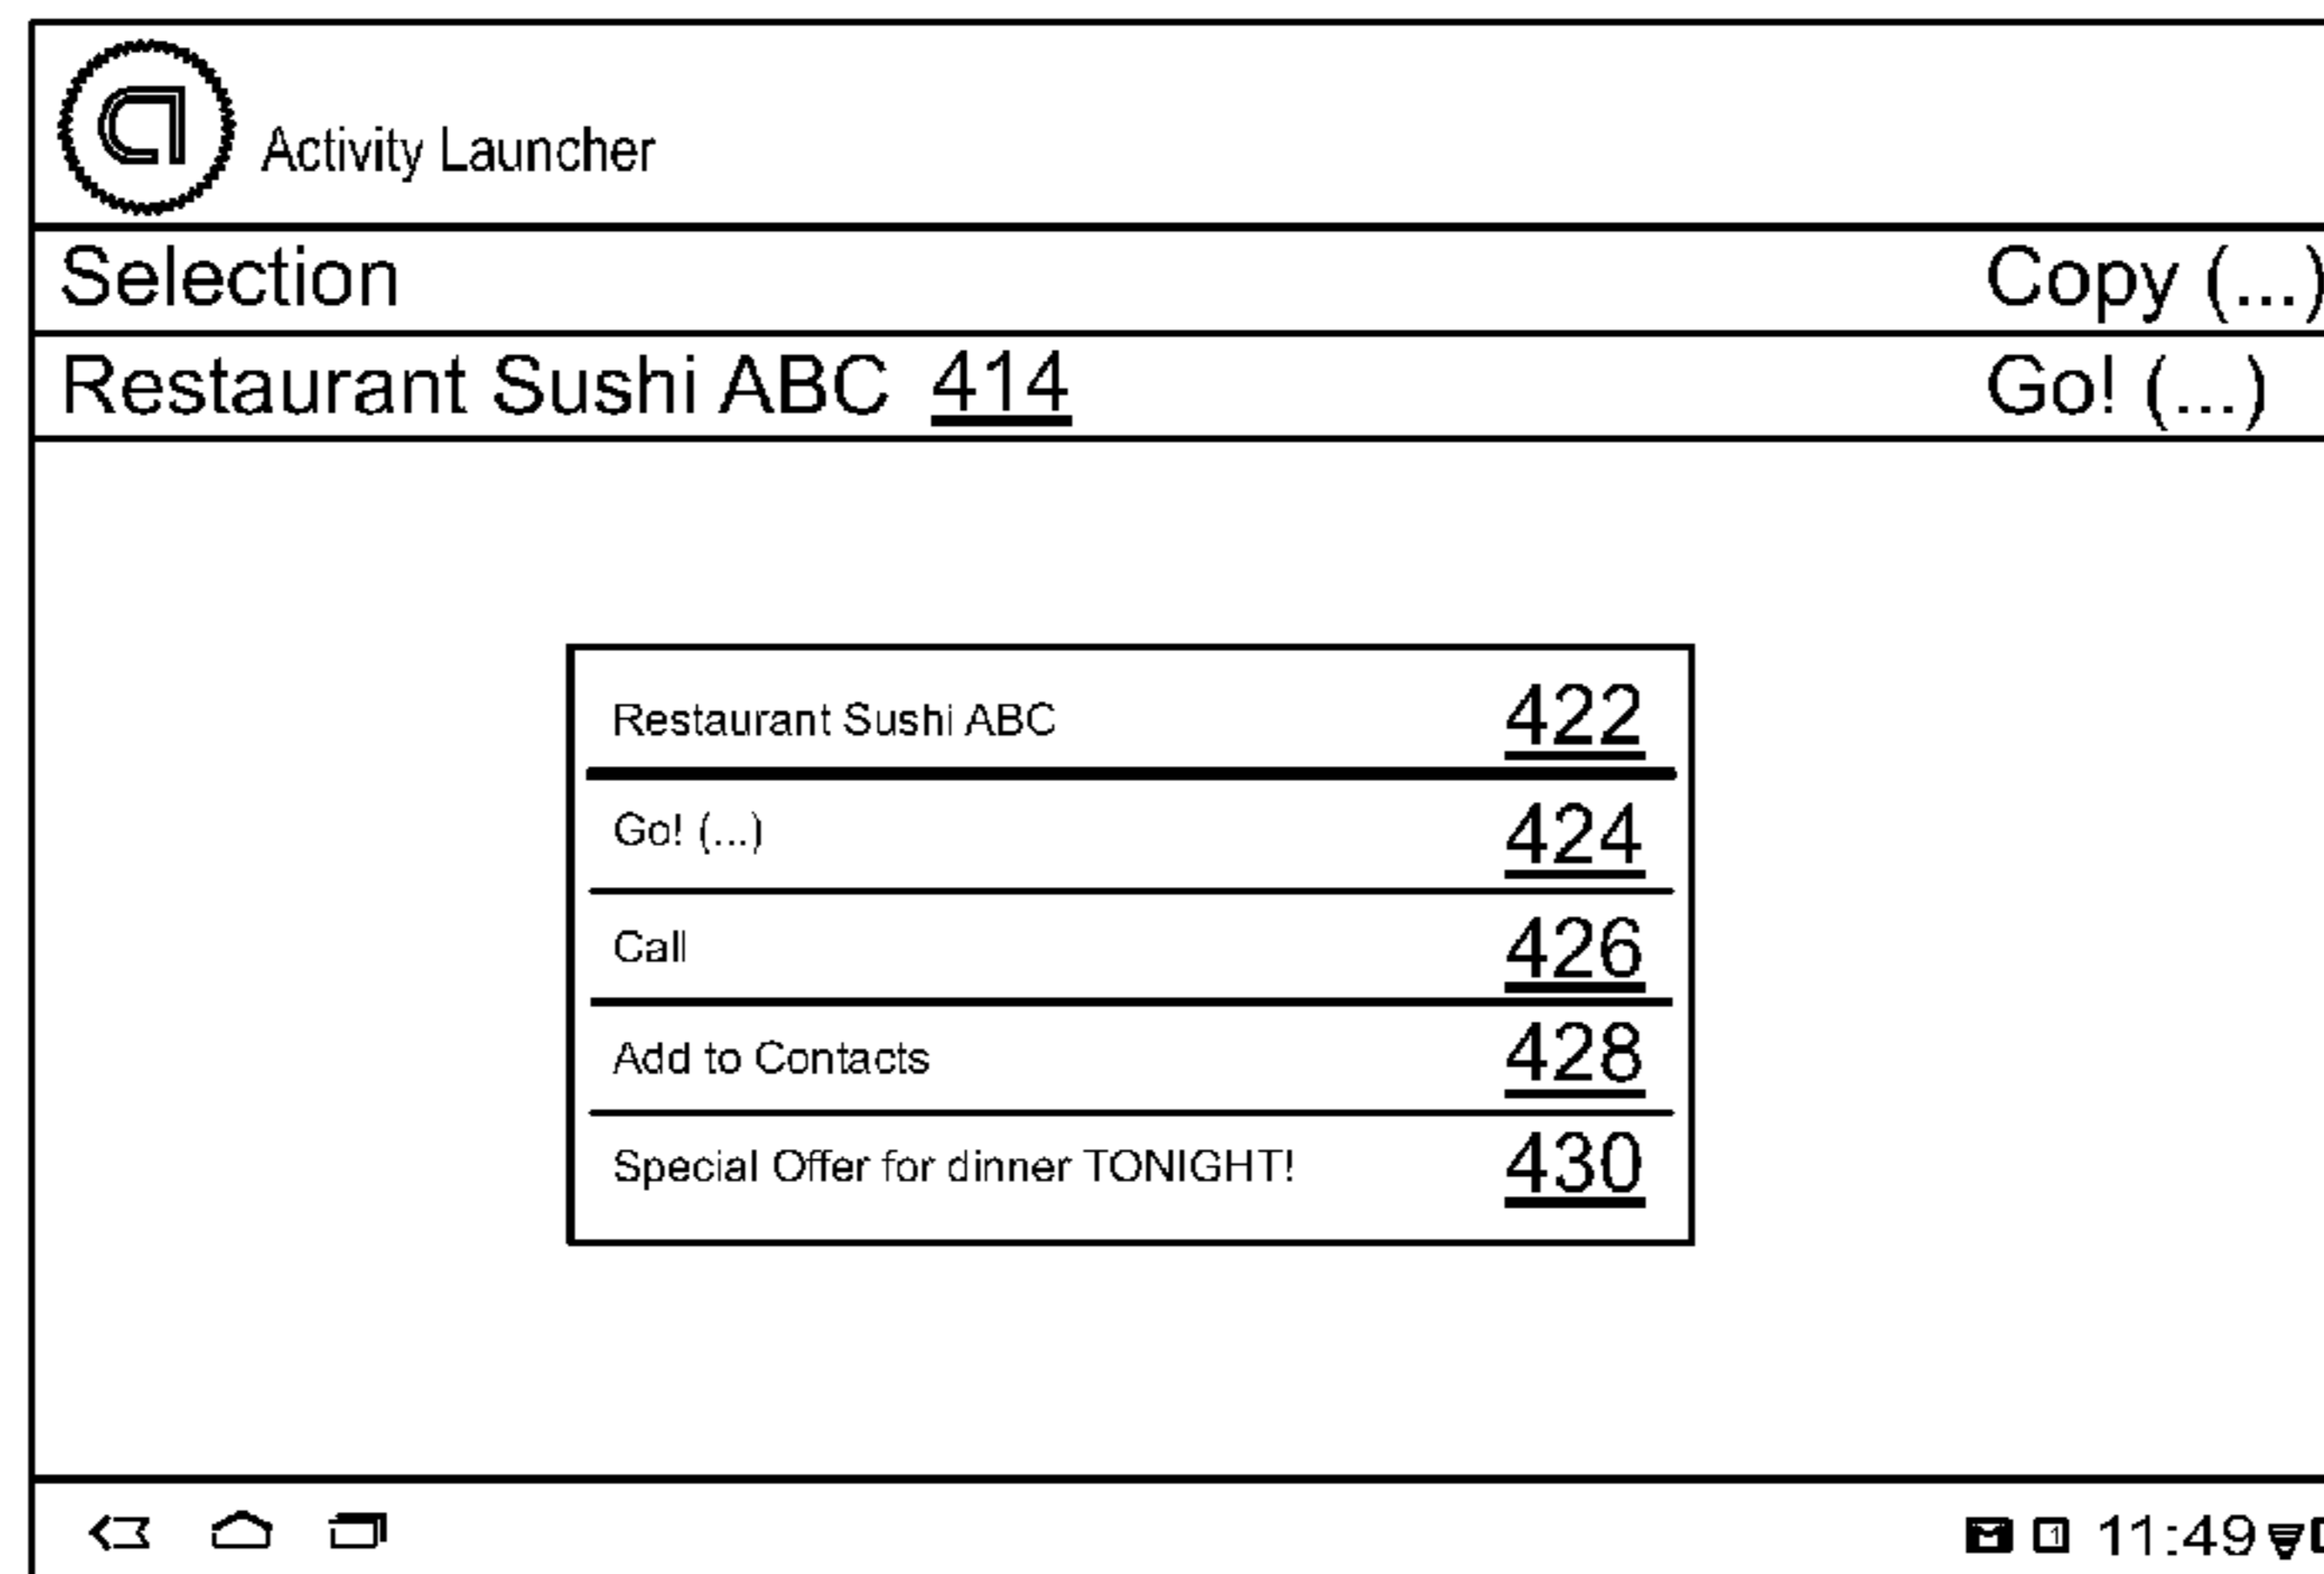 Activity Launcher
Selection Copy (...)
Restaurant Sushi ABC 414 Go! (...)
Restaurant Sushi ABC 422
Go! (...) 424
Call 426
Add to Contacts 428
Special Offer for dinner TONIGHT! 430
1 11:49